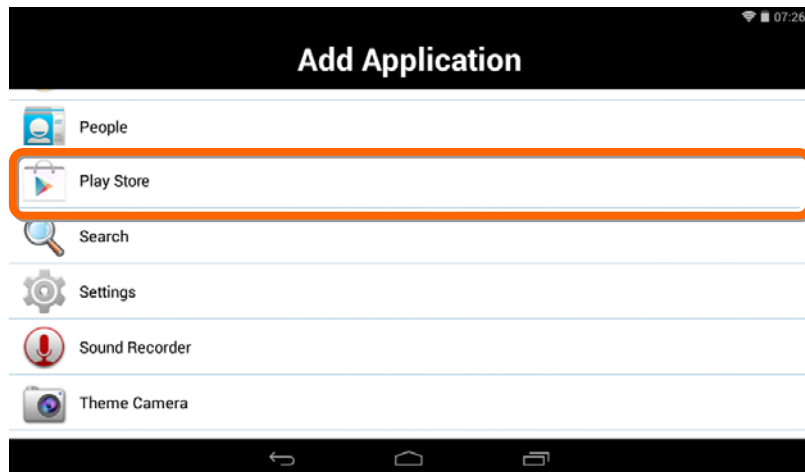 07:26
Add Application
People
Play Store
Search
Settings
Sound Recorder
Theme Camera